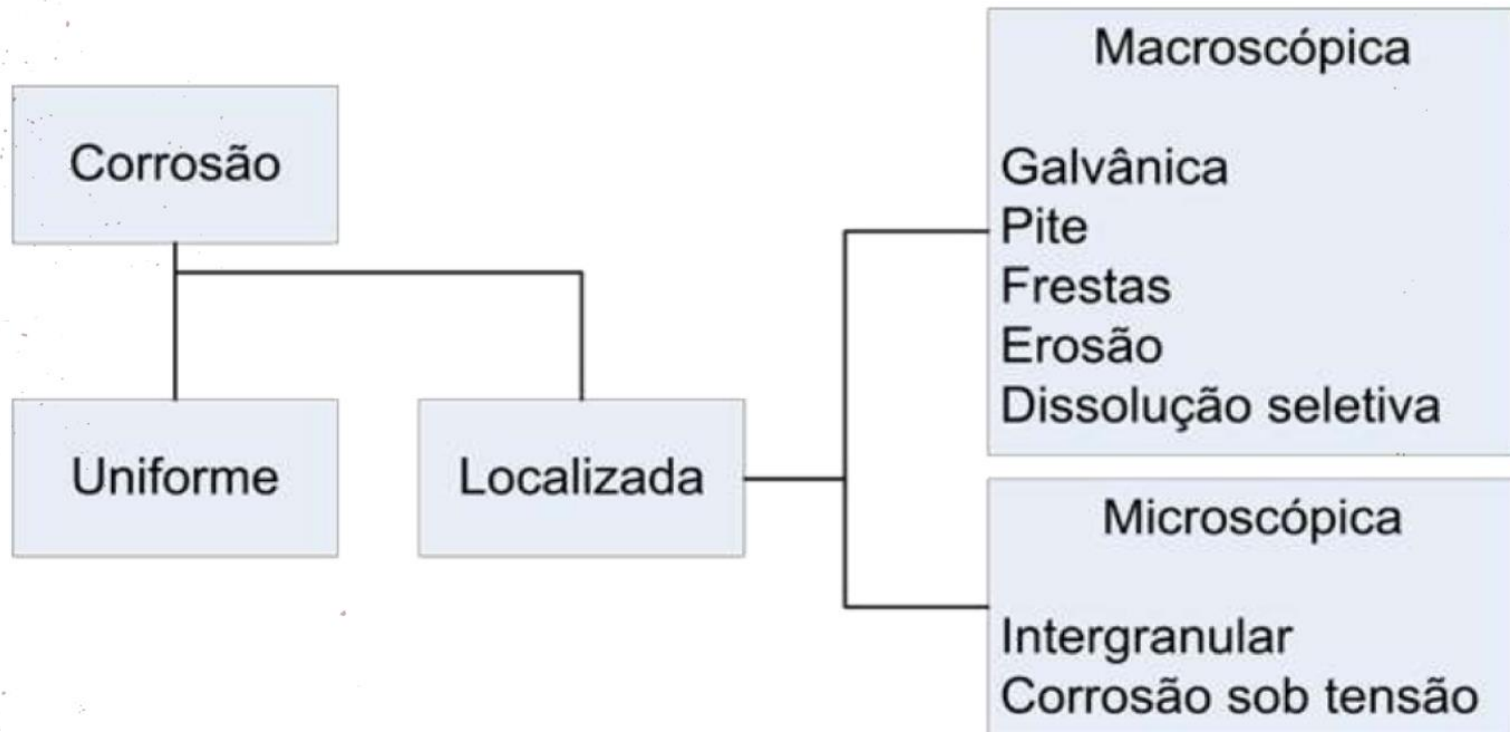 Corrosão
Uniforme
Localizada
Macroscópica
Galvânica
Pite
Frestas
Erosão
Dissolução seletiva
Microscópica
Intergranular
Corrosão sob tensão